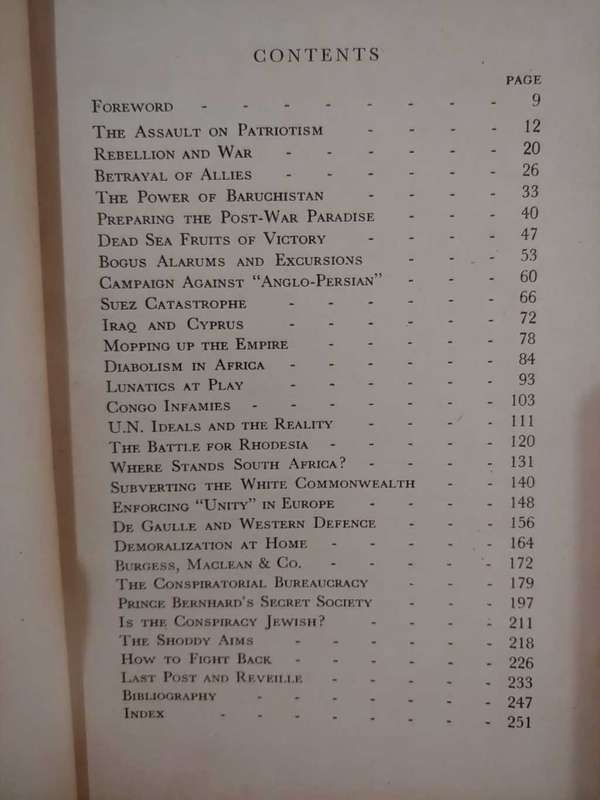 CONTENTS
PAGE
FOREWORD - - - - - - - - 9
THE ASSAULT ON PATRIOTISM - - - - 12
REBELLION AND WAR - - - - - - 20
BETRAYAL OF ALLIES - - - - - - 26
THE POWER OF BARUCHISTAN - - - - 33
PREPARING THE POST-WAR PARADISE - - - 40
DEAD SEA FRUITS OF VICTORY - - - - 47
BOGUS ALARUMS AND EXCURSIONS - - - 53
CAMPAIGN AGAINST "ANGLO-PERSIAN" - - - 60
SUEZ CATASTROPHE - - - - - - 66
IRAQ AND CYPRUS - - - - - - 72
MOPPING UP THE EMPIRE - - - - - 78
DIABOLISM IN AFRICA - - - - - - 84
LUNATICS AT PLAY - - - - - - 93
CONGO INFAMIES - - - - - - - 103
U.N. IDEALS AND THE REALITY - - - - 111
THE BATTLE FOR RHODESIA - - - - - 120
WHERE STANDS SOUTH AFRICA? - - - - 131
SUBVERTING THE WHITE COMMONWEALTH - - 140
ENFORCING "UNITY" IN EUROPE - - - - 148
DE GAULLE AND WESTERN DEFENCE - - - 156
DEMORALIZATION AT HOME - - - - - 164
BURGESS, MACLEAN & CO. - - - - - 172
THE CONSPIRATORIAL BUREAUCRACY - - - 179
PRINCE BERNHARD'S SECRET SOCIETY - - - 197
IS THE CONSPIRACY JEWISH? - - - - 211
THE SHODDY AIMS - - - - - - 218
HOW TO FIGHT BACK - - - - - - 226
LAST POST AND REVEILLE - - - - - 233
BIBLIOGRAPHY - - - - - - - 247
INDEX - - - - - - - - 251